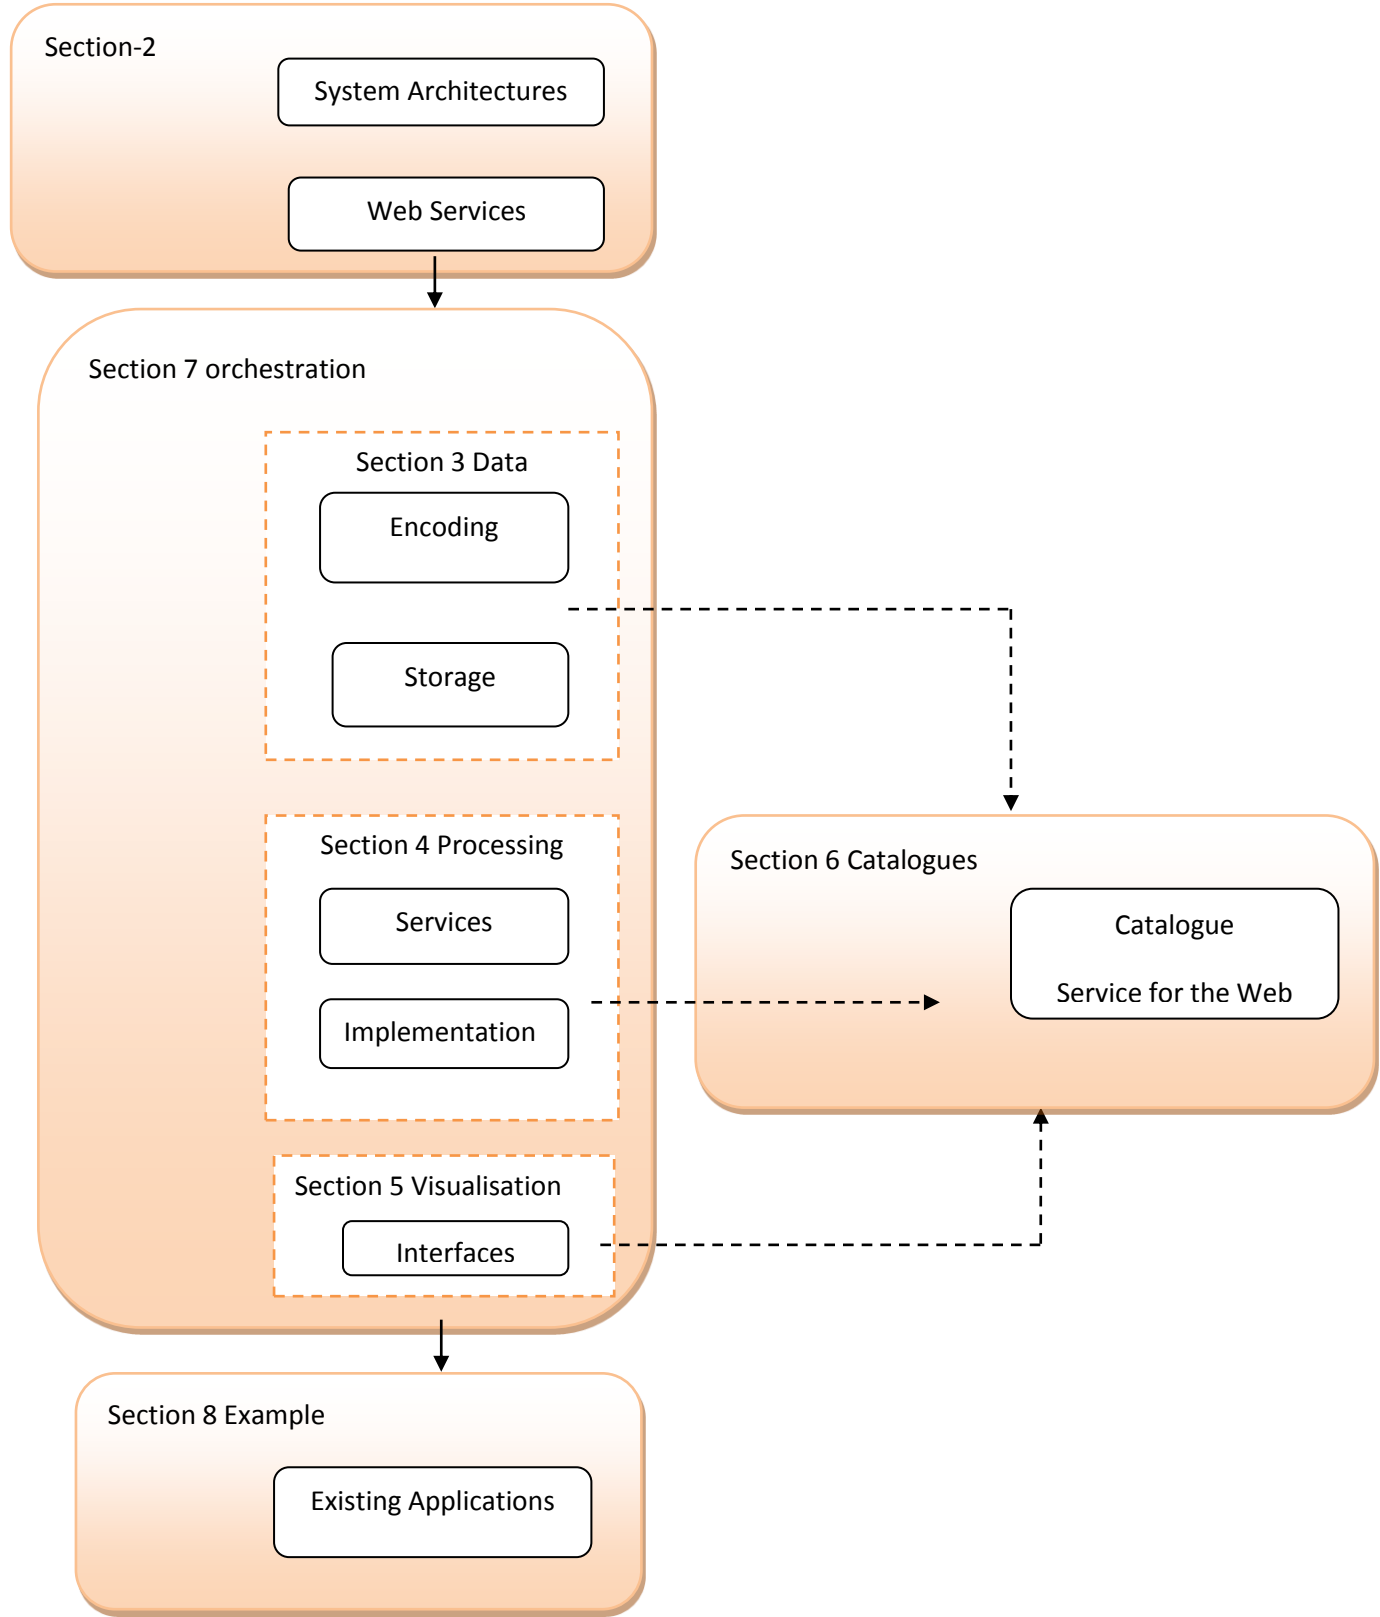 Section-2
System Architectures
Web Services
Section 7 orchestration
Section 3 Data
Encoding
Storage
Section 4 Processing
Services
Implementation
Section 5 Visualisation
Interfaces
Section 6 Catalogues
Catalogue
Service for the Web
Section 8 Example
Existing Applications